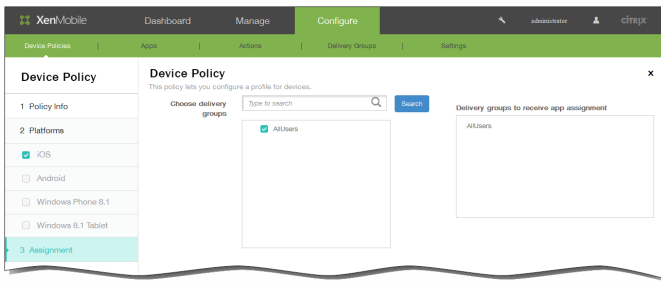 XenMobile Dashboard Manage Configure administrator CITRIX
Device Policies | Apps | Actions | Delivery Groups | Settings
Device Policy
1 Policy Info
2 Platforms
iOS
Android
Windows Phone 8.1
Windows 8.1 Tablet
3 Assignment
Device Policy x
This policy lets you configure a profile for devices.
Choose delivery groups
Type to search
Search
AllUsers
Delivery groups to receive app assignment
AllUsers